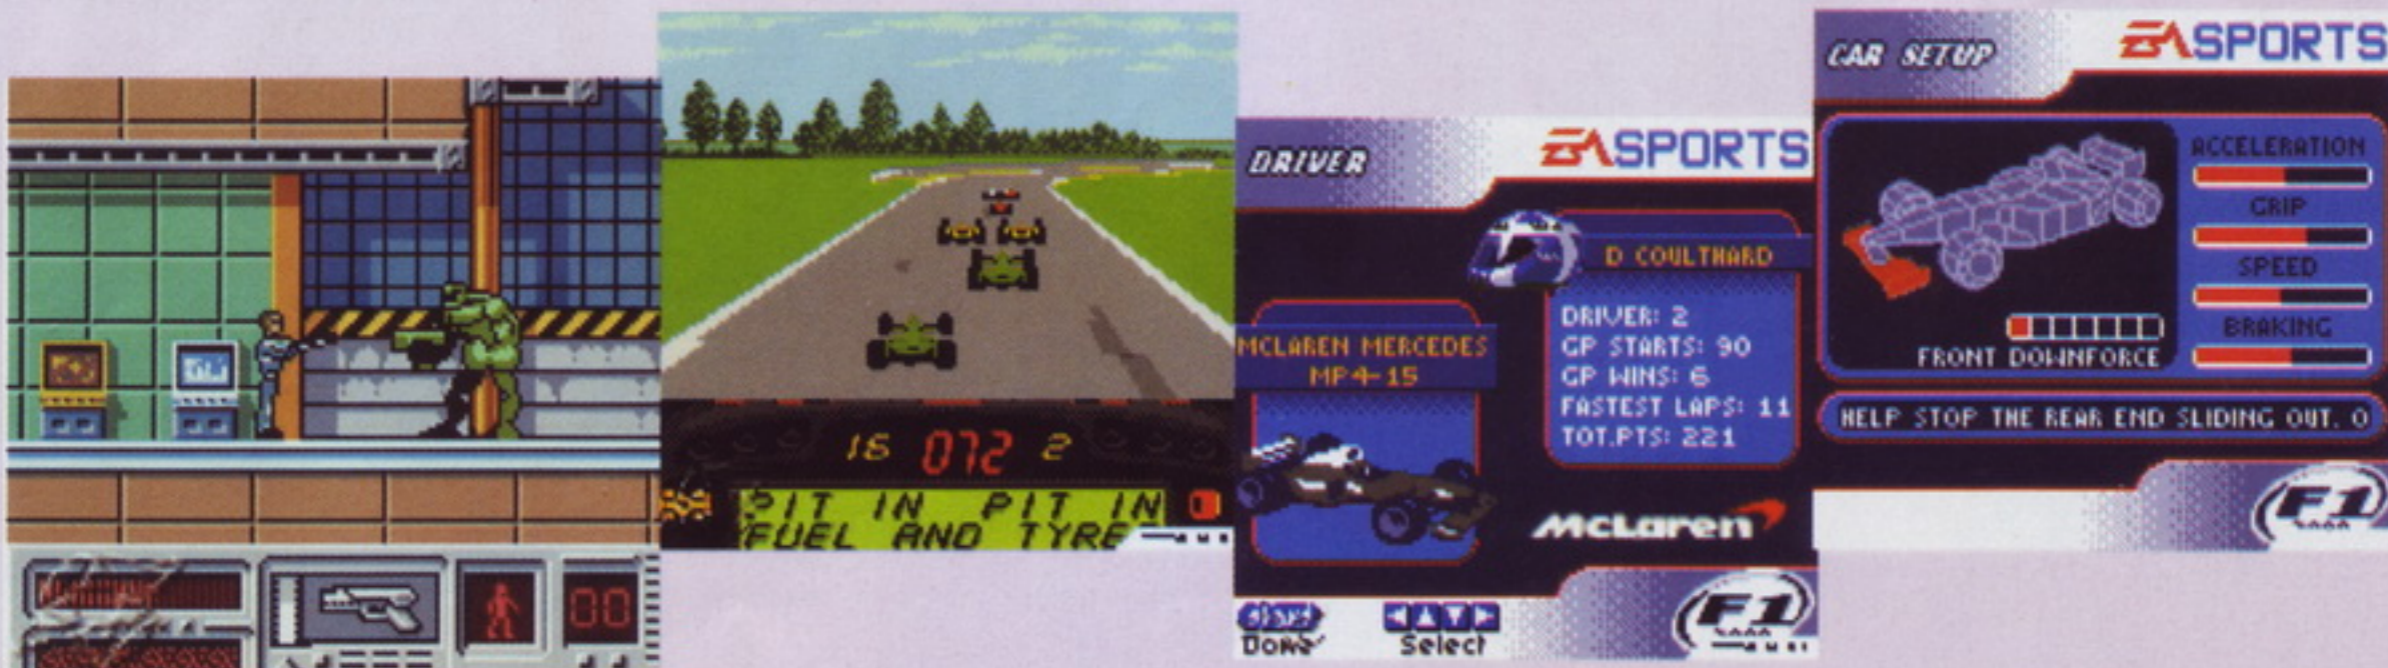 00
16 072 2
PIT IN PIT IN
FUEL AND TYRE
DRIVER
EA SPORTS
D COULTHARD
MCLAREN MERCEDES
MP4-15
DRIVER: 2
GP STARTS: 90
GP WINS: 6
FASTEST LAPS: 11
TOT.PTS: 221
McLaren
Done
Select
F1
CAR SETUP
EA SPORTS
ACCELERATION
GRIP
SPEED
BRAKING
FRONT DOWNFORCE
HELP STOP THE REAR END SLIDING OUT. O
F1